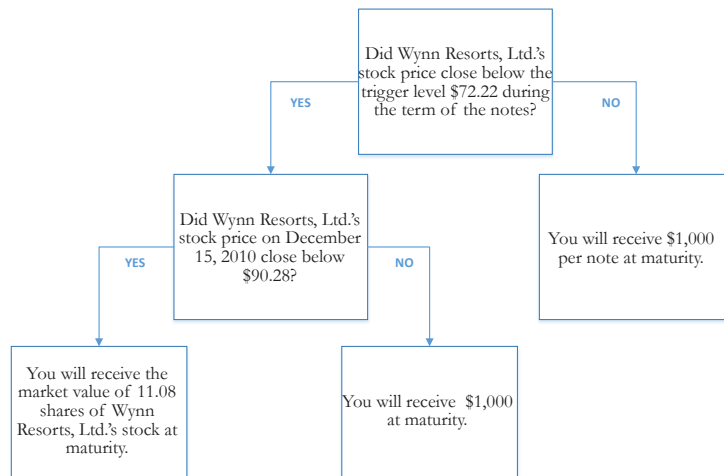 Did Wynn Resorts, Ltd.'s
stock price close below the
trigger level $72.22 during
the term of the notes?
YES
NO
Did Wynn Resorts, Ltd.'s
stock price on December
15, 2010 close below
$90.28?
You will receive $1,000
per note at maturity.
YES
NO
You will receive the
market value of 11.08
shares of Wynn
Resorts, Ltd.'s stock at
maturity.
You will receive $1,000
at maturity.